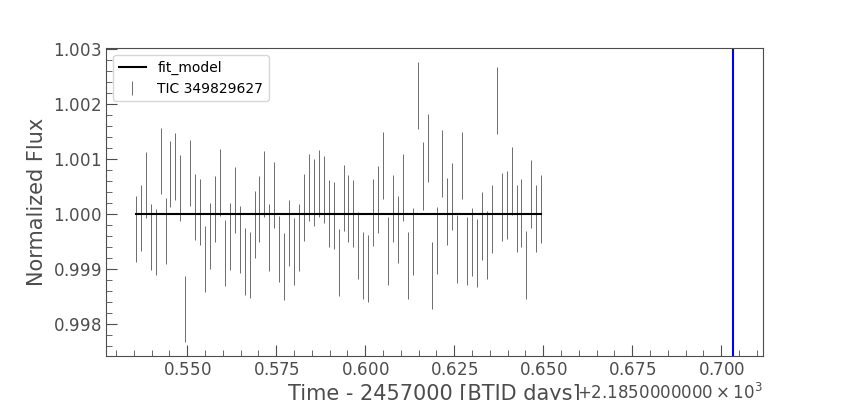 1.003
1.002
1.001
1.000
0.999
0.998
Normalized Flux
fit_model
TIC 349829627
0.550
0.575
0.600
0.625
0.650
0.675
0.700
Time - 2457000 [BTJD days]
+2.1850000000 × 10³